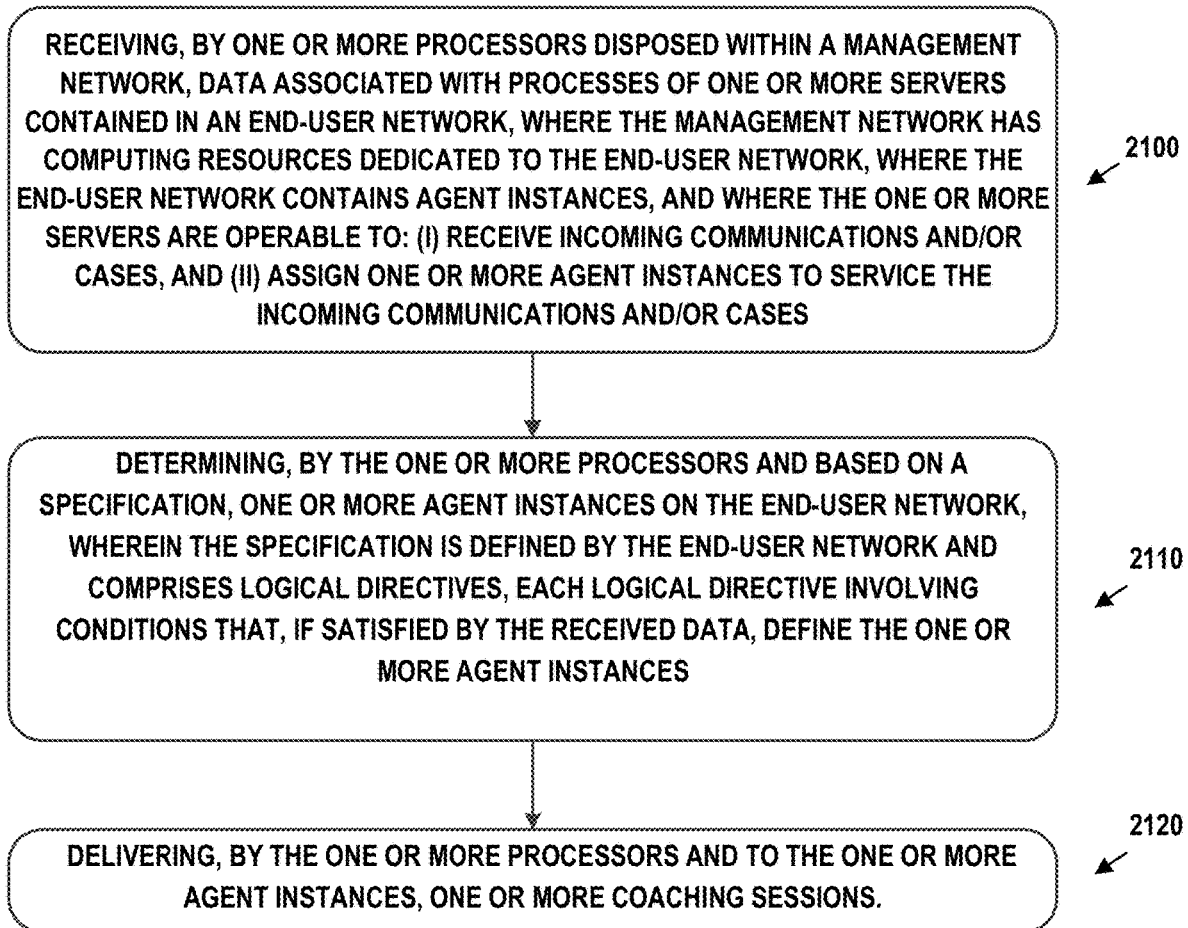 RECEIVING, BY ONE OR MORE PROCESSORS DISPOSED WITHIN A MANAGEMENT
NETWORK, DATA ASSOCIATED WITH PROCESSES OF ONE OR MORE SERVERS
CONTAINED IN AN END-USER NETWORK, WHERE THE MANAGEMENT NETWORK HAS
COMPUTING RESOURCES DEDICATED TO THE END-USER NETWORK, WHERE THE
END-USER NETWORK CONTAINS AGENT INSTANCES, AND WHERE THE ONE OR MORE
SERVERS ARE OPERABLE TO: (I) RECEIVE INCOMING COMMUNICATIONS AND/OR
CASES, AND (II) ASSIGN ONE OR MORE AGENT INSTANCES TO SERVICE THE
INCOMING COMMUNICATIONS AND/OR CASES
2100
DETERMINING, BY THE ONE OR MORE PROCESSORS AND BASED ON A
SPECIFICATION, ONE OR MORE AGENT INSTANCES ON THE END-USER NETWORK,
WHEREIN THE SPECIFICATION IS DEFINED BY THE END-USER NETWORK AND
COMPRISES LOGICAL DIRECTIVES, EACH LOGICAL DIRECTIVE INVOLVING
CONDITIONS THAT, IF SATISFIED BY THE RECEIVED DATA, DEFINE THE ONE OR
MORE AGENT INSTANCES
2110
DELIVERING, BY THE ONE OR MORE PROCESSORS AND TO THE ONE OR MORE
AGENT INSTANCES, ONE OR MORE COACHING SESSIONS.
2120